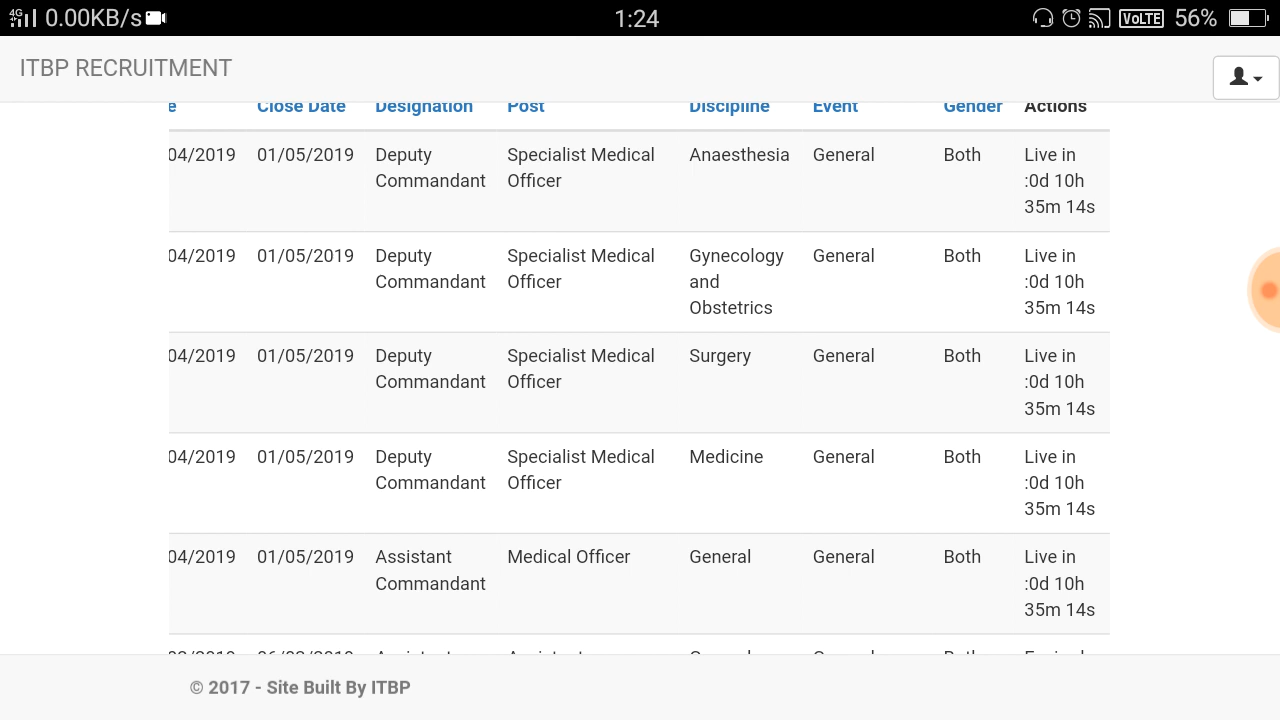 4G 0.00KB/s 1:24 VoLTE 56%
ITBP RECRUITMENT
e Close Date Designation Post Discipline Event Gender Actions
04/2019 01/05/2019 Deputy Specialist Medical Anaesthesia General Both Live in
Commandant Officer :0d 10h
35m 14s
04/2019 01/05/2019 Deputy Specialist Medical Gynecology General Both Live in
Commandant Officer and :0d 10h
Obstetrics 35m 14s
04/2019 01/05/2019 Deputy Specialist Medical Surgery General Both Live in
Commandant Officer :0d 10h
35m 14s
04/2019 01/05/2019 Deputy Specialist Medical Medicine General Both Live in
Commandant Officer :0d 10h
35m 14s
04/2019 01/05/2019 Assistant Medical Officer General General Both Live in
Commandant :0d 10h
35m 14s
© 2017 - Site Built By ITBP